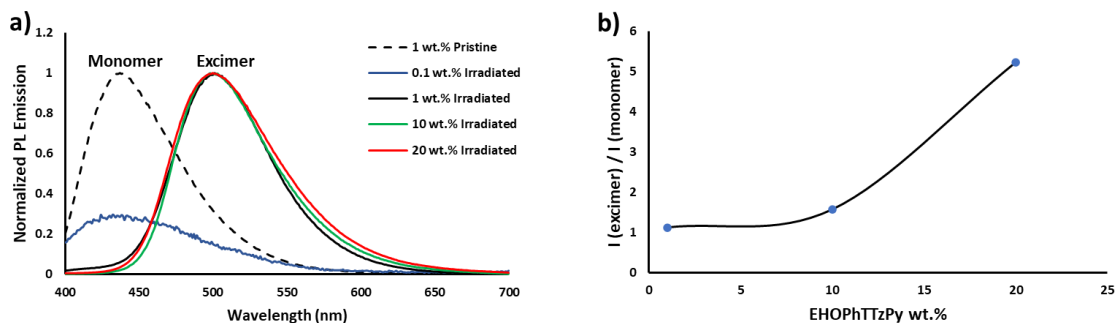 a)
Normalized PL Emission
1.2
1
0.8
0.6
0.4
0.2
0
400
450
500
550
600
650
700
Wavelength (nm)
Monomer
Excimer
1 wt.% Pristine
0.1 wt.% Irradiated
1 wt.% Irradiated
10 wt.% Irradiated
20 wt.% Irradiated
b)
I (excimer) / I (monomer)
6
5
4
3
2
1
0
0
5
10
15
20
25
EHOPhTTzPy wt.%